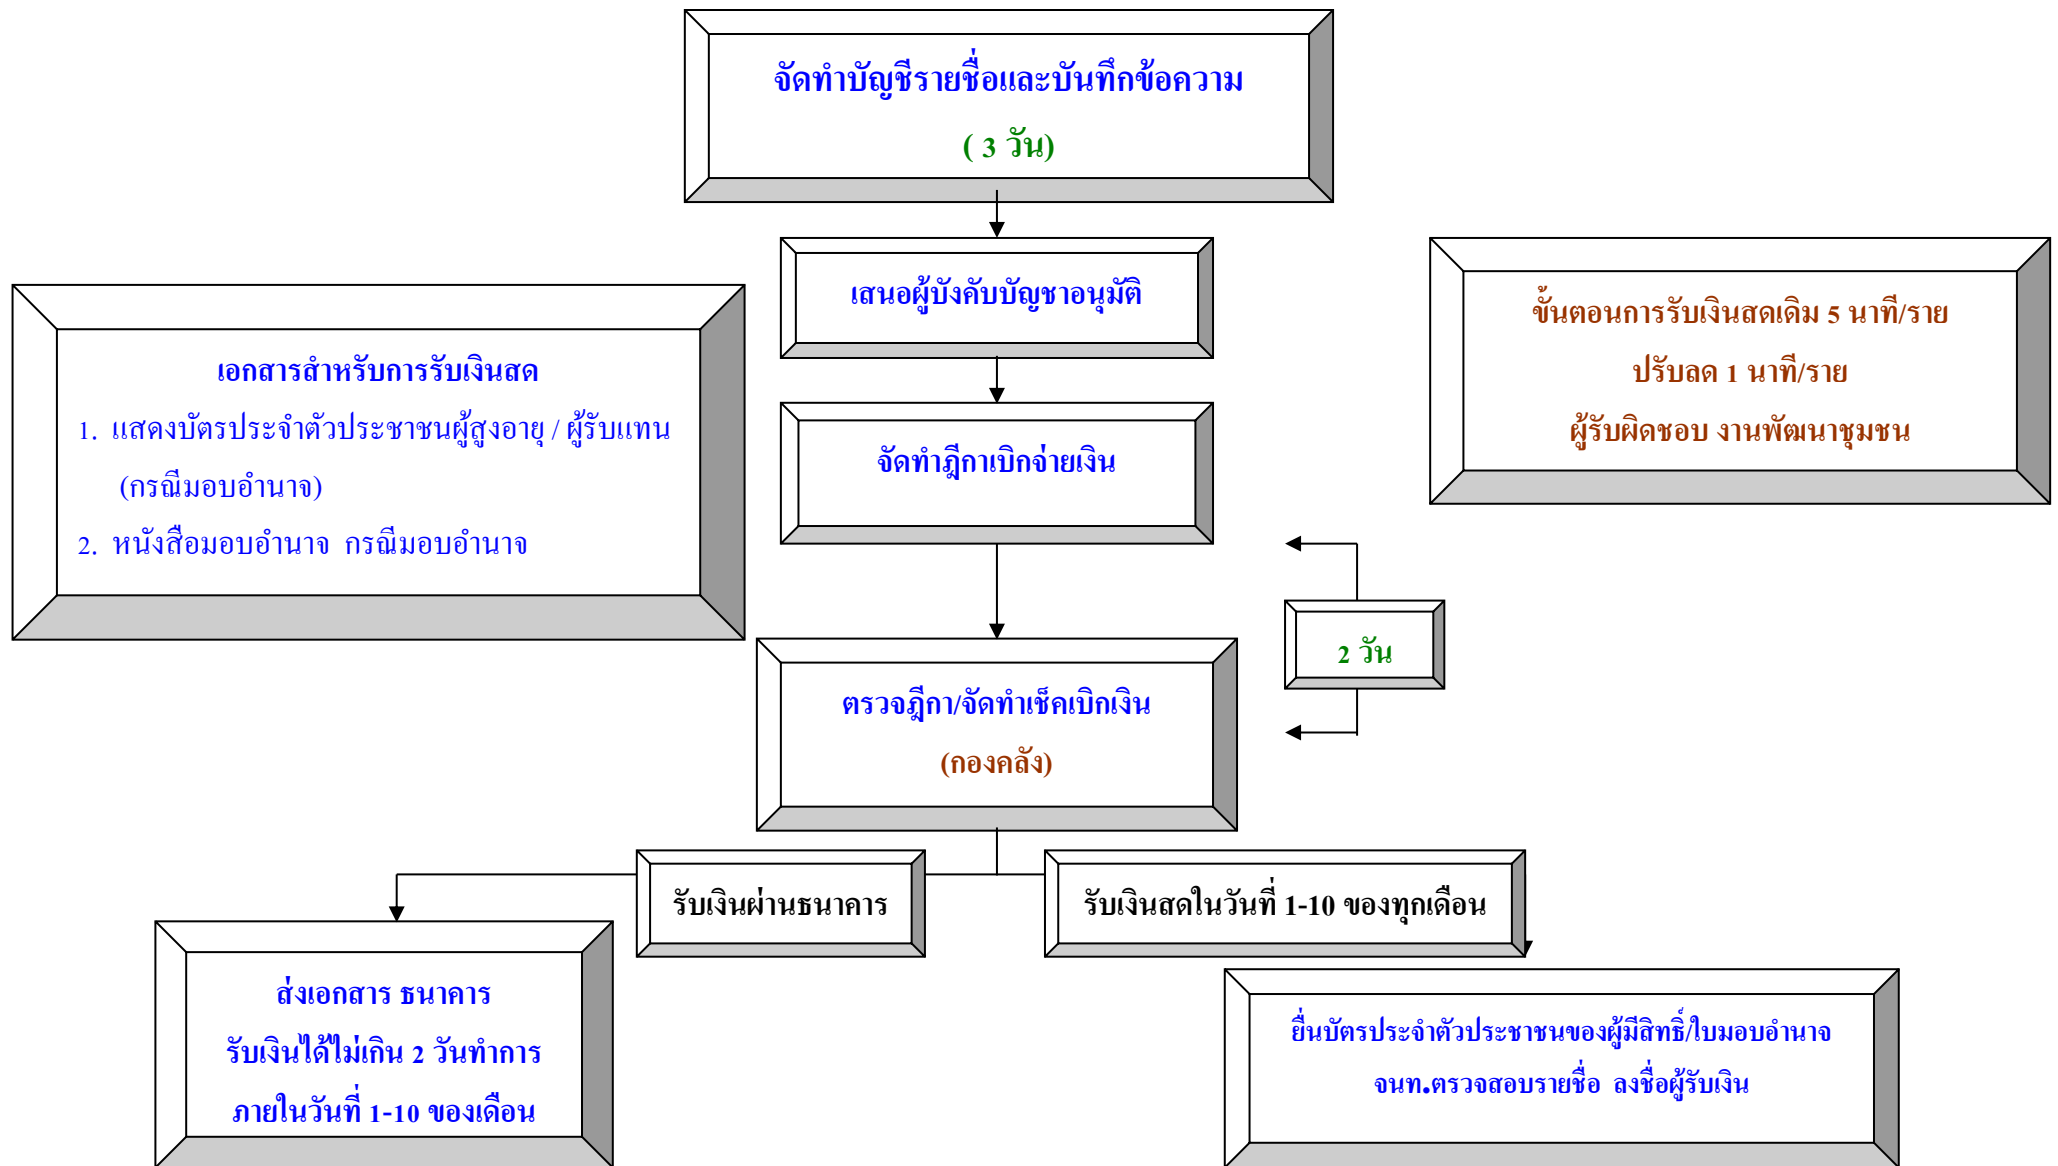 จัดทำบัญชีรายชื่อและบันทึกข้อความ
( 3 วัน)
เสนอผู้บังคับบัญชาอนุมัติ
ขั้นตอนการรับเงินสดเดิม 5 นาที/ราย
ปรับลด 1 นาที/ราย
ผู้รับผิดชอบ งานพัฒนาชุมชน
เอกสารสำหรับการรับเงินสด
1. แสดงบัตรประจำตัวประชาชนผู้สูงอายุ / ผู้รับแทน
(กรณีมอบอำนาจ)
2. หนังสือมอบอำนาจ กรณีมอบอำนาจ
จัดทำฎีกาเบิกจ่ายเงิน
2 วัน
ตรวจฎีกา/จัดทำเช็คเบิกเงิน
(กองคลัง)
รับเงินผ่านธนาคาร
รับเงินสดในวันที่ 1-10 ของทุกเดือน
ส่งเอกสาร ธนาคาร
รับเงินได้ไม่เกิน 2 วันทำการ
ภายในวันที่ 1-10 ของเดือน
ยื่นบัตรประจำตัวประชาชนของผู้มีสิทธิ์/ใบมอบอำนาจ
จนท.ตรวจสอบรายชื่อ ลงชื่อผู้รับเงิน